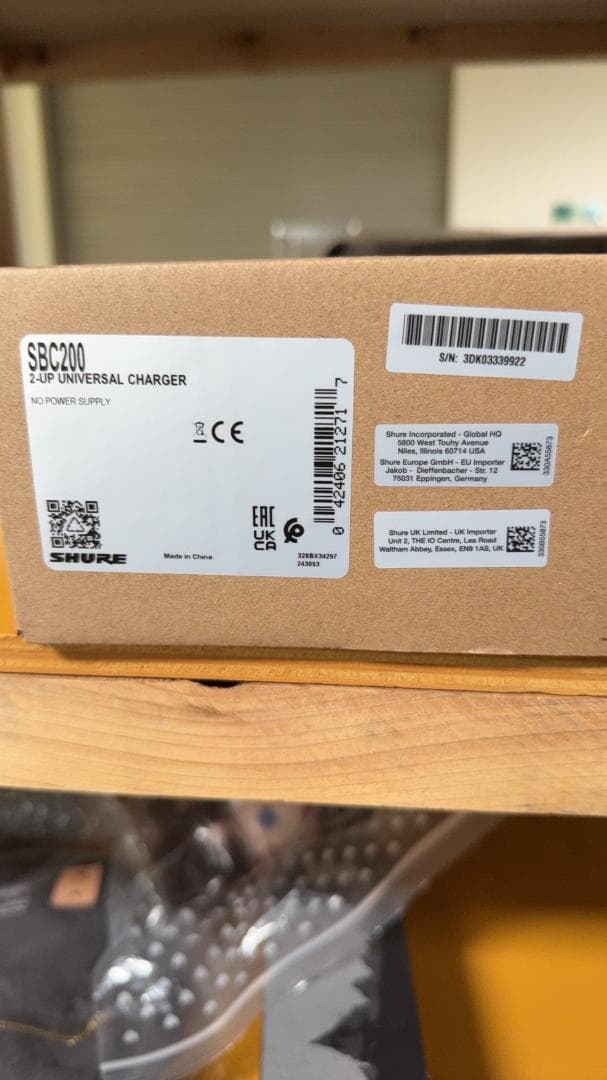 SBC200
2-UP UNIVERSAL CHARGER
NO POWER SUPPLY
CE
0 42406 21271 7
EAC
UK
CA
SHURE
Made in China
328BX34297
243053
S/N: 3DK03339922
Shure Incorporated - Global HQ
5800 West Touhy Avenue
Niles, Illinois 60714 USA
Shure Europe GmbH - EU Importer
Jakob - Dieffenbacher - Str. 12
75031 Eppingen, Germany
330A55873
Shure UK Limited - UK Importer
Unit 2, THE IO Centre, Lea Road
Waltham Abbey, Essex, EN9 1AS, UK
330B55873